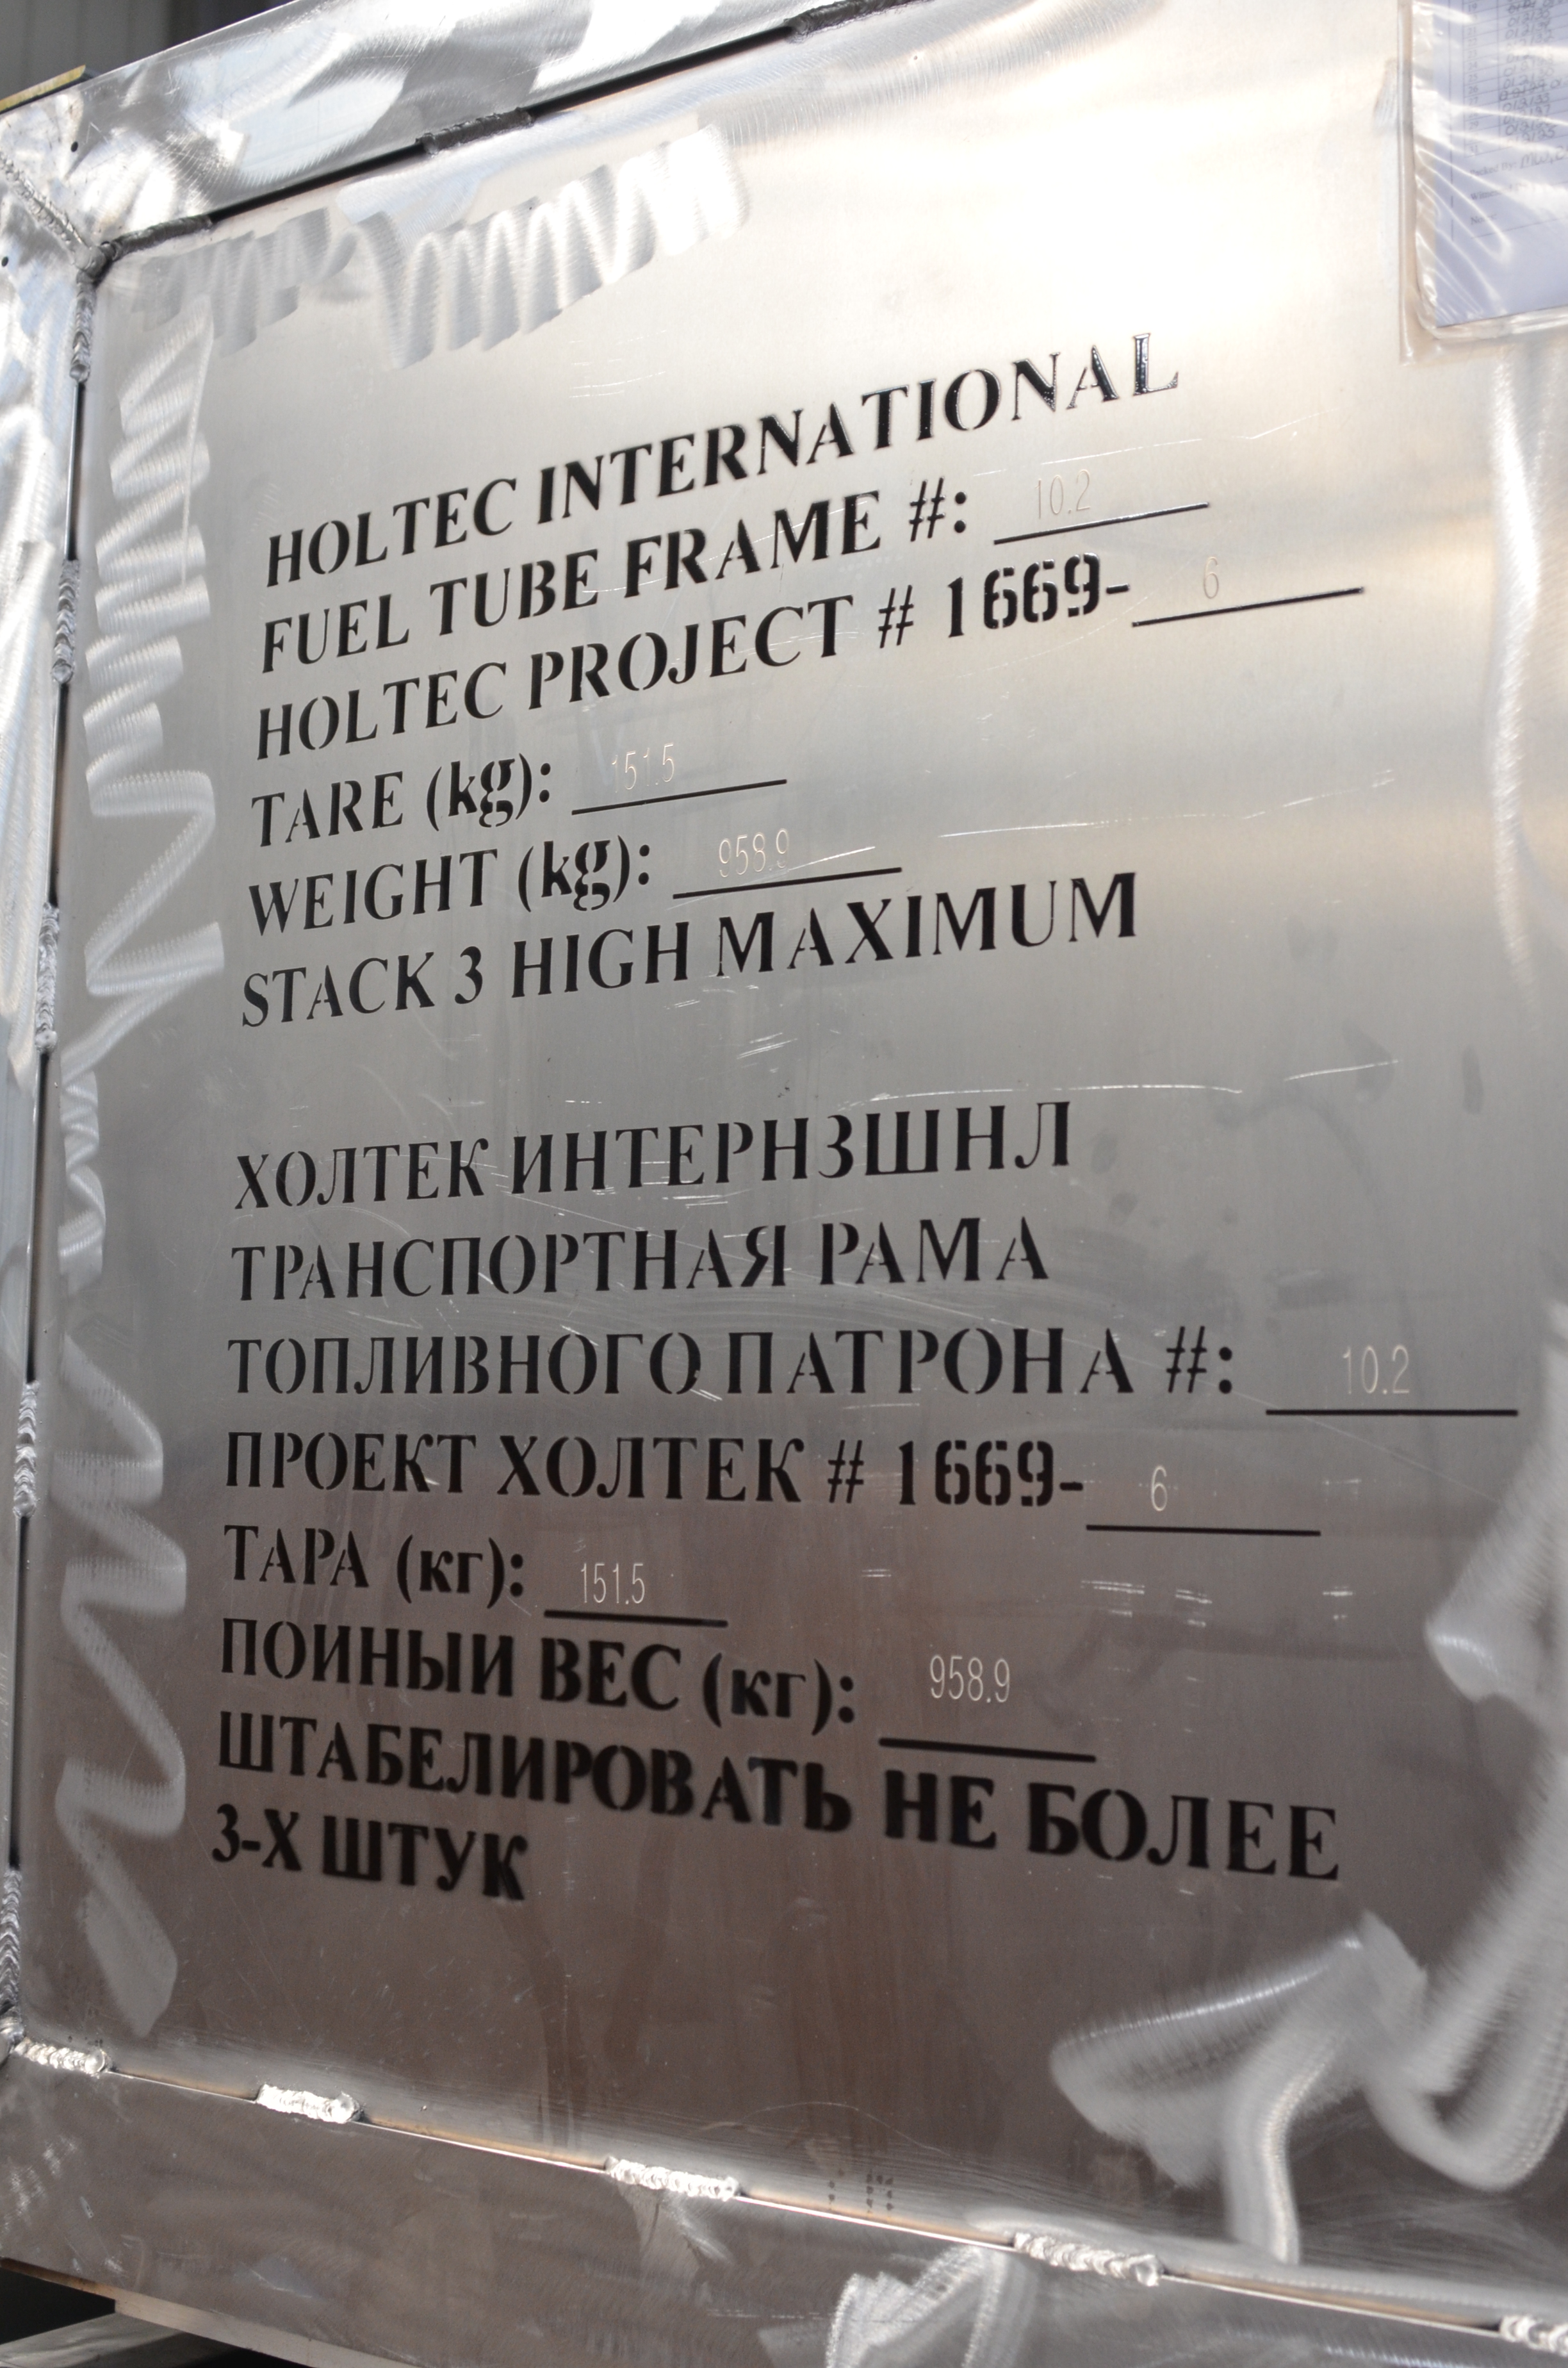 HOLTEC INTERNATIONAL
FUEL TUBE FRAME #: 10.2
HOLTEC PROJECT # 1669- 6
TARE (kg): 151.5
WEIGHT (kg): 958.9
STACK 3 HIGH MAXIMUM
ХОЛТЕК ИНТЕРНЗШНЛ
ТРАНСПОРТНАЯ РАМА
ТОПЛИВНОГО ПАТРОНА #: 10.2
ПРОЕКТ ХОЛТЕК # 1669- 6
ТАРА (кг): 151.5
ПОИНЫИ ВЕС (кг): 958.9
ШТАБЕЛИРОВАТЬ НЕ БОЛЕЕ
3-Х ШТУК